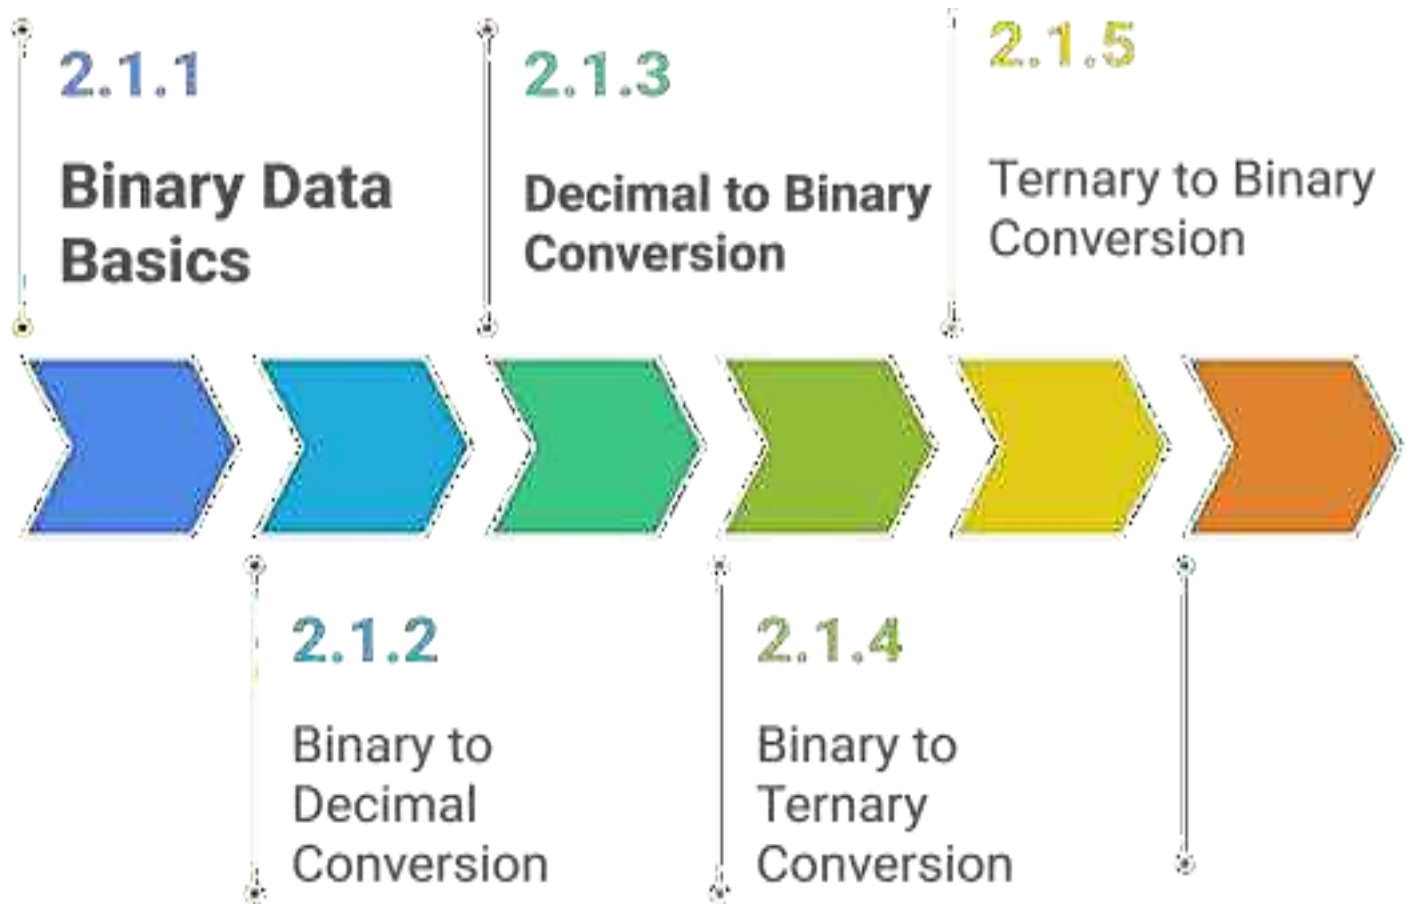 2.1.1
Binary Data
Basics
2.1.2
Binary to
Decimal
Conversion
2.1.3
Decimal to Binary
Conversion
2.1.4
Binary to
Ternary
Conversion
2.1.5
Ternary to Binary
Conversion